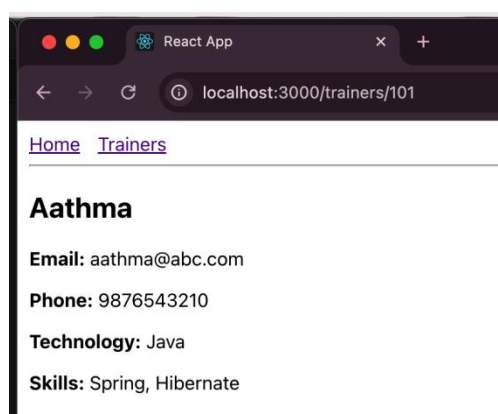 React App
localhost:3000/trainers/101
Home Trainers
Aathma
Email: aathma@abc.com
Phone: 9876543210
Technology: Java
Skills: Spring, Hibernate